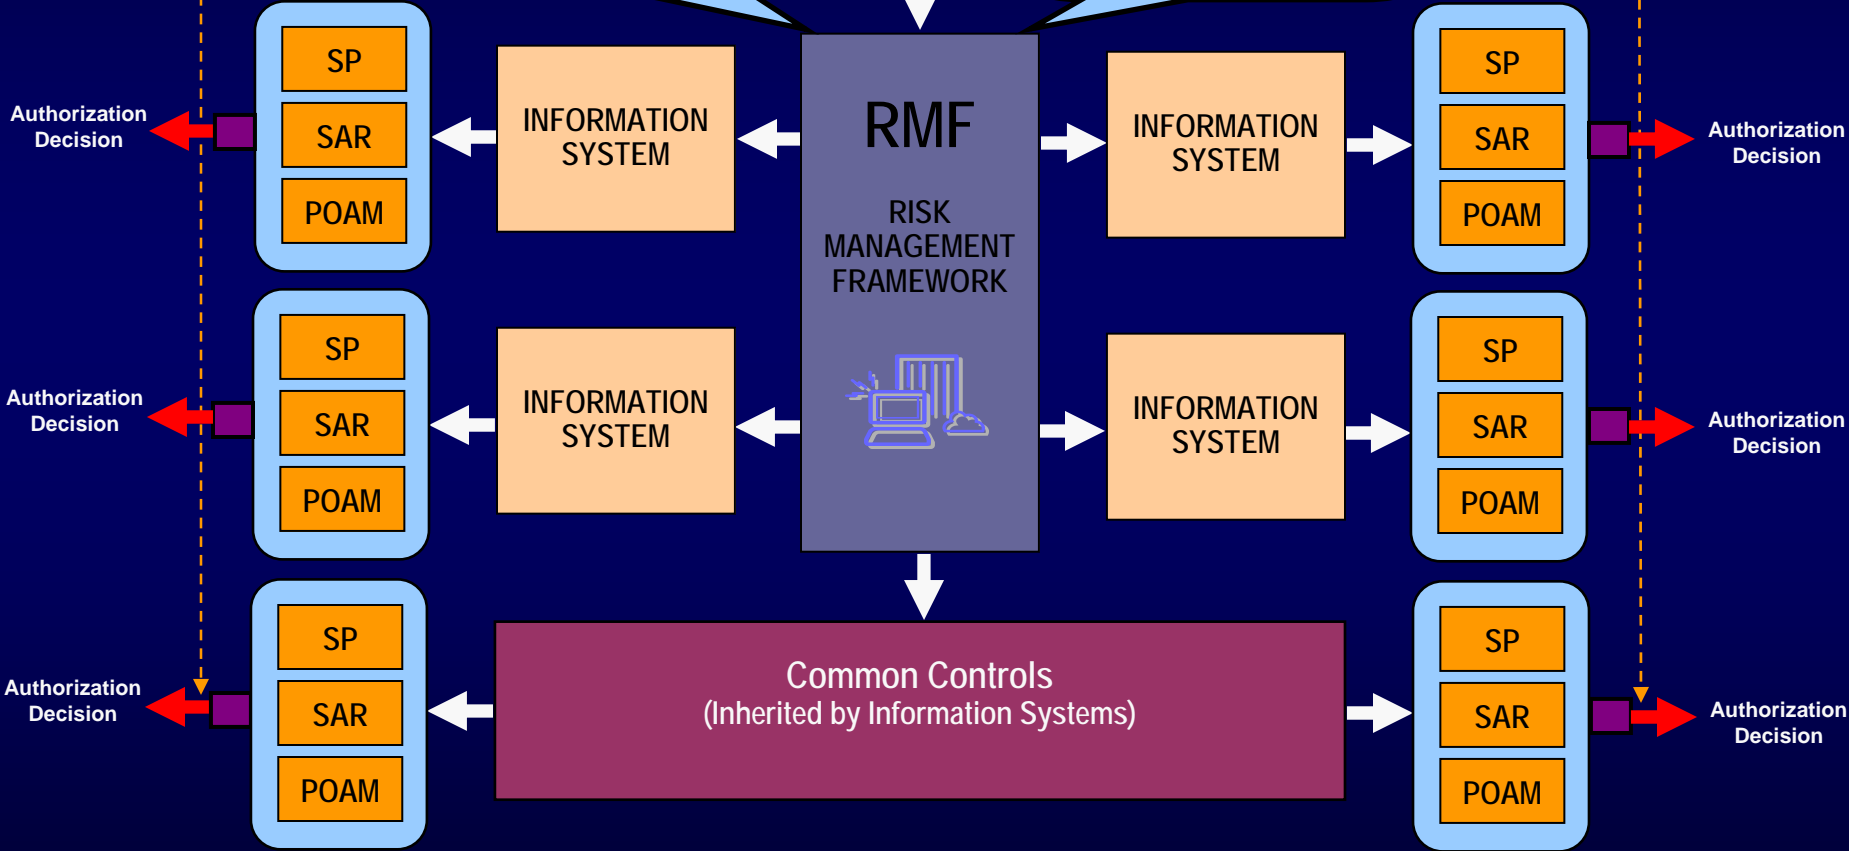 SP
SAR
POAM
Authorization
Decision
INFORMATION
SYSTEM
RMF
RISK
MANAGEMENT
FRAMEWORK
INFORMATION
SYSTEM
SP
SAR
POAM
Authorization
Decision
Authorization
Decision
SP
SAR
POAM
INFORMATION
SYSTEM
INFORMATION
SYSTEM
SP
SAR
POAM
Authorization
Decision
Authorization
Decision
SP
SAR
POAM
Common Controls
(Inherited by Information Systems)
SP
SAR
POAM
Authorization
Decision